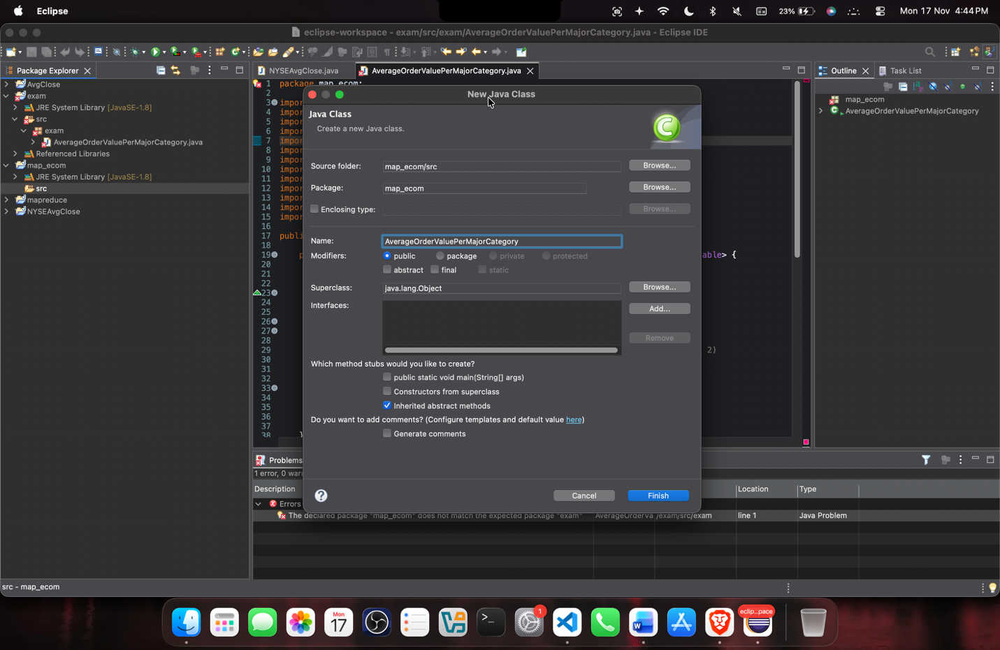 Eclipse
23%
Mon 17 Nov 4:44 PM
eclipse-workspace - exam/src/exam/AverageOrderValuePerMajorCategory.java - Eclipse IDE
Package Explorer
NYSEAvgClose.java
AverageOrderValuePerMajorCategory.java
Outline
Task List
AvgClose
exam
JRE System Library [JavaSE-1.8]
src
exam
AverageOrderValuePerMajorCategory.java
Referenced Libraries
map_ecom
JRE System Library [JavaSE-1.8]
src
mapreduce
NYSEAvgClose
1 package map_ecom;
2
3 impor
4 impor
5 impor
6 impor
7 impor
8 impor
9 impor
10 impor
11 impor
12 impor
13 impor
14 impor
15 impor
16
17 publi
18
19 able> {
20
21
22
23
24
25
26
27
28
29 2)
30
31
32
33
34
35
36
37
38
New Java Class
Java Class
Create a new Java class.
Source folder: map_ecom/src Browse...
Package: map_ecom Browse...
Enclosing type: Browse...
Name: AverageOrderValuePerMajorCategory
Modifiers: public package private protected
abstract final static
Superclass: java.lang.Object Browse...
Interfaces: Add...
Remove
Which method stubs would you like to create?
public static void main(String[] args)
Constructors from superclass
Inherited abstract methods
Do you want to add comments? (Configure templates and default value here)
Generate comments
Cancel Finish
map_ecom
AverageOrderValuePerMajorCategory
Problems
1 error, 0 warn
Description Location Type
Errors
The declared package "map_ecom" does not match the expected package "exam" AverageOrderVa /exam/src/exam line 1 Java Problem
src - map_ecom
Mon
17
1
eclip...pace